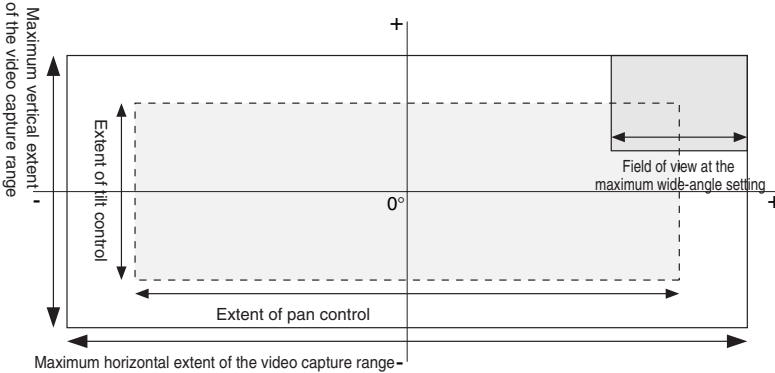 +
Maximum vertical extent
of the video capture range
Extent of tilt control
Field of view at the
maximum wide-angle setting
-
0°
+
Extent of pan control
Maximum horizontal extent of the video capture range
-